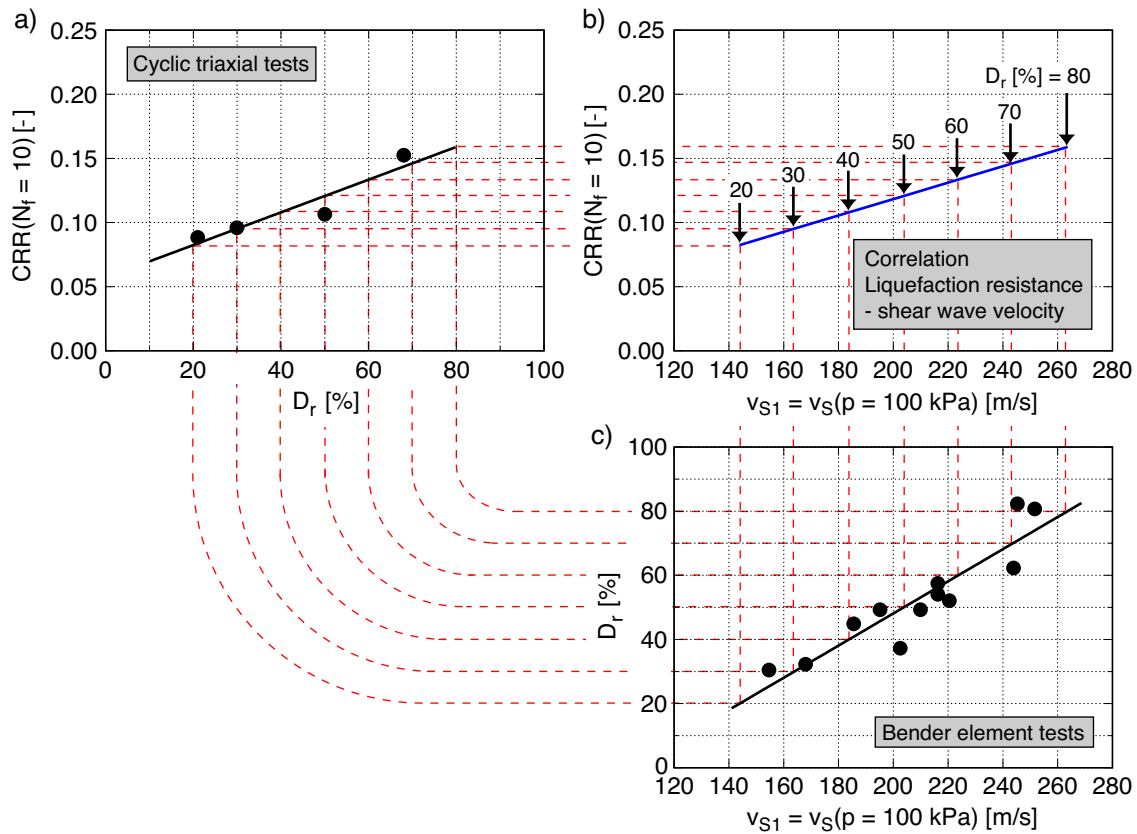 a)
0.25
0.20
0.15
0.10
0.05
0.00
CRR(N_f = 10) [-]
Cyclic triaxial tests
0 20 40 60 80 100
D_r [%]
b)
0.25
0.20
0.15
0.10
0.05
0.00
CRR(N_f = 10) [-]
D_r [%] = 80
70
60
50
40
30
20
Correlation
Liquefaction resistance
- shear wave velocity
120 140 160 180 200 220 240 260 280
v_S1 = v_S(p = 100 kPa) [m/s]
c)
100
80
60
40
20
0
D_r [%]
Bender element tests
120 140 160 180 200 220 240 260 280
v_S1 = v_S(p = 100 kPa) [m/s]